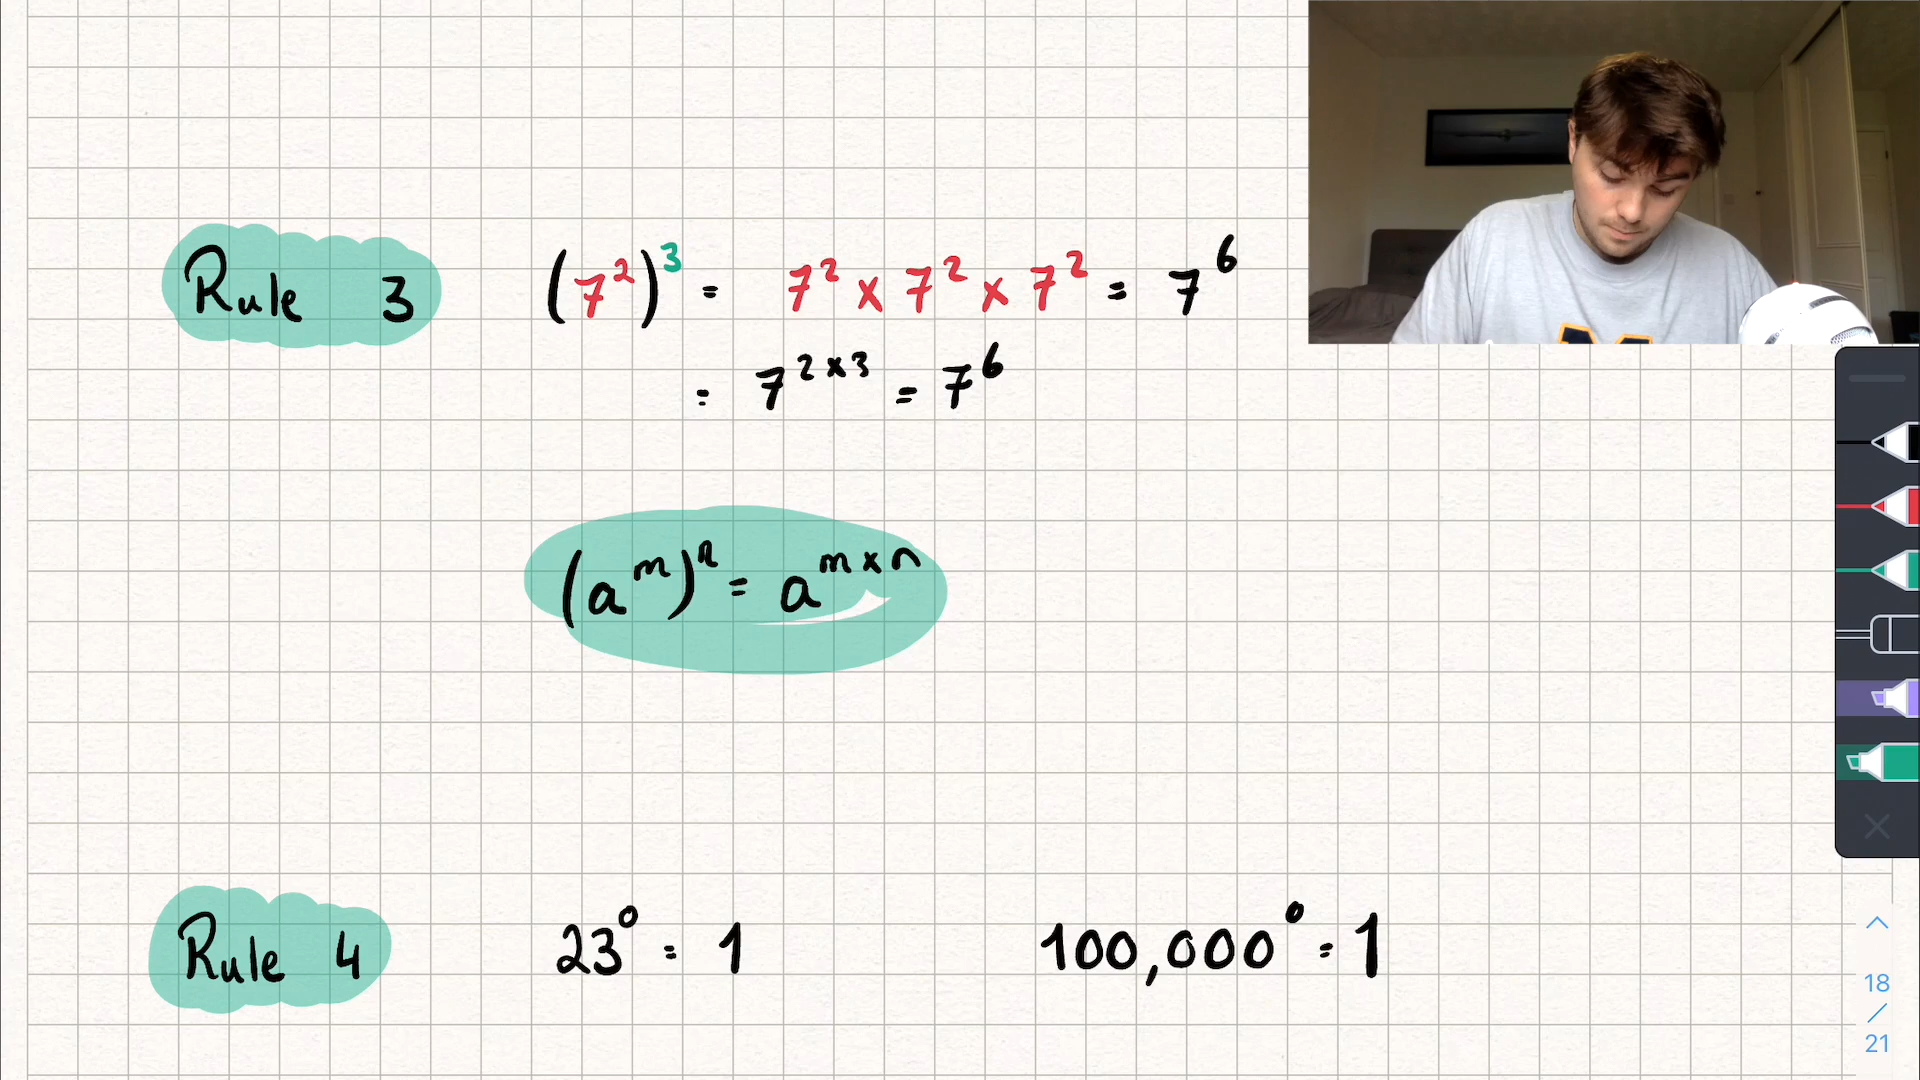 Rule 3 (7²)³ = 7² x 7² x 7² = 7⁶
= 7²ˣ³ = 7⁶
(aᵐ)ⁿ = aᵐˣⁿ
Rule 4 23⁰ = 1 100,000⁰ = 1
18
/
21